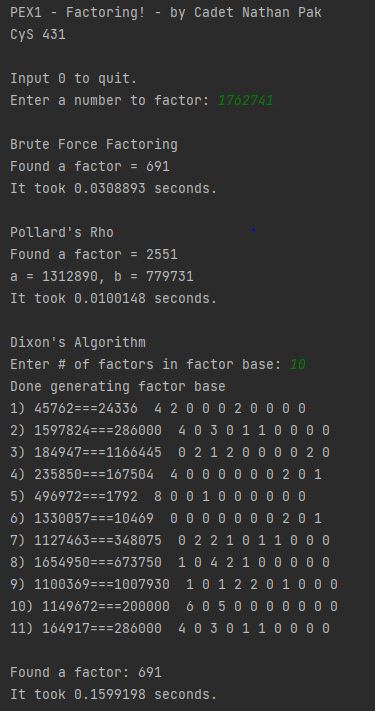 PEX1 - Factoring! - by Cadet Nathan Pak
CyS 431
Input 0 to quit.
Enter a number to factor: 1762741
Brute Force Factoring
Found a factor = 691
It took 0.0308893 seconds.
Pollard's Rho
Found a factor = 2551
a = 1312890, b = 779731
It took 0.0100148 seconds.
Dixon's Algorithm
Enter # of factors in factor base: 10
Done generating factor base
1) 45762===24336  4 2 0 0 0 2 0 0 0 0
2) 1597824===286000  4 0 3 0 1 1 0 0 0 0
3) 184947===1166445  0 2 1 2 0 0 0 0 2 0
4) 235850===167504  4 0 0 0 0 0 0 2 0 1
5) 496972===1792  8 0 0 1 0 0 0 0 0 0
6) 1330057===10469  0 0 0 0 0 0 0 2 0 1
7) 1127463===348075  0 2 2 1 0 1 1 0 0 0
8) 1654950===673750  1 0 4 2 1 0 0 0 0 0
9) 1100369===1007930  1 0 1 2 2 0 1 0 0 0
10) 1149672===200000  6 0 5 0 0 0 0 0 0 0
11) 164917===286000  4 0 3 0 1 1 0 0 0 0
Found a factor: 691
It took 0.1599198 seconds.